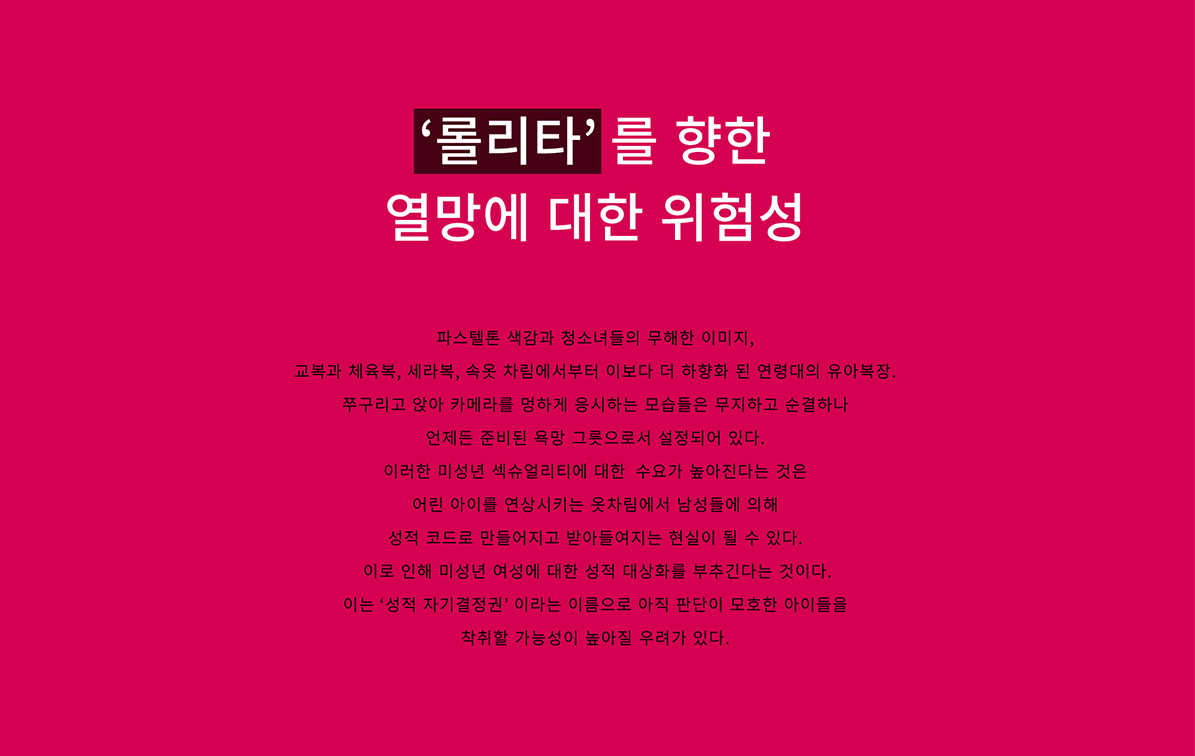 ‘롤리타’ 를 향한
열망에 대한 위험성
파스텔톤 색감과 청소녀들의 무해한 이미지,
교복과 체육복, 세라복, 속옷 차림에서부터 이보다 더 하향화 된 연령대의 유아복장.
쭈구리고 앉아 카메라를 멍하게 응시하는 모습들은 무지하고 순결하나
언제든 준비된 욕망 그릇으로서 설정되어 있다.
이러한 미성년 섹슈얼리티에 대한 수요가 높아진다는 것은
어린 아이를 연상시키는 옷차림에서 남성들에 의해
성적 코드로 만들어지고 받아들여지는 현실이 될 수 있다.
이로 인해 미성년 여성에 대한 성적 대상화를 부추긴다는 것이다.
이는 ‘성적 자기결정권’ 이라는 이름으로 아직 판단이 모호한 아이들을
착취할 가능성이 높아질 우려가 있다.